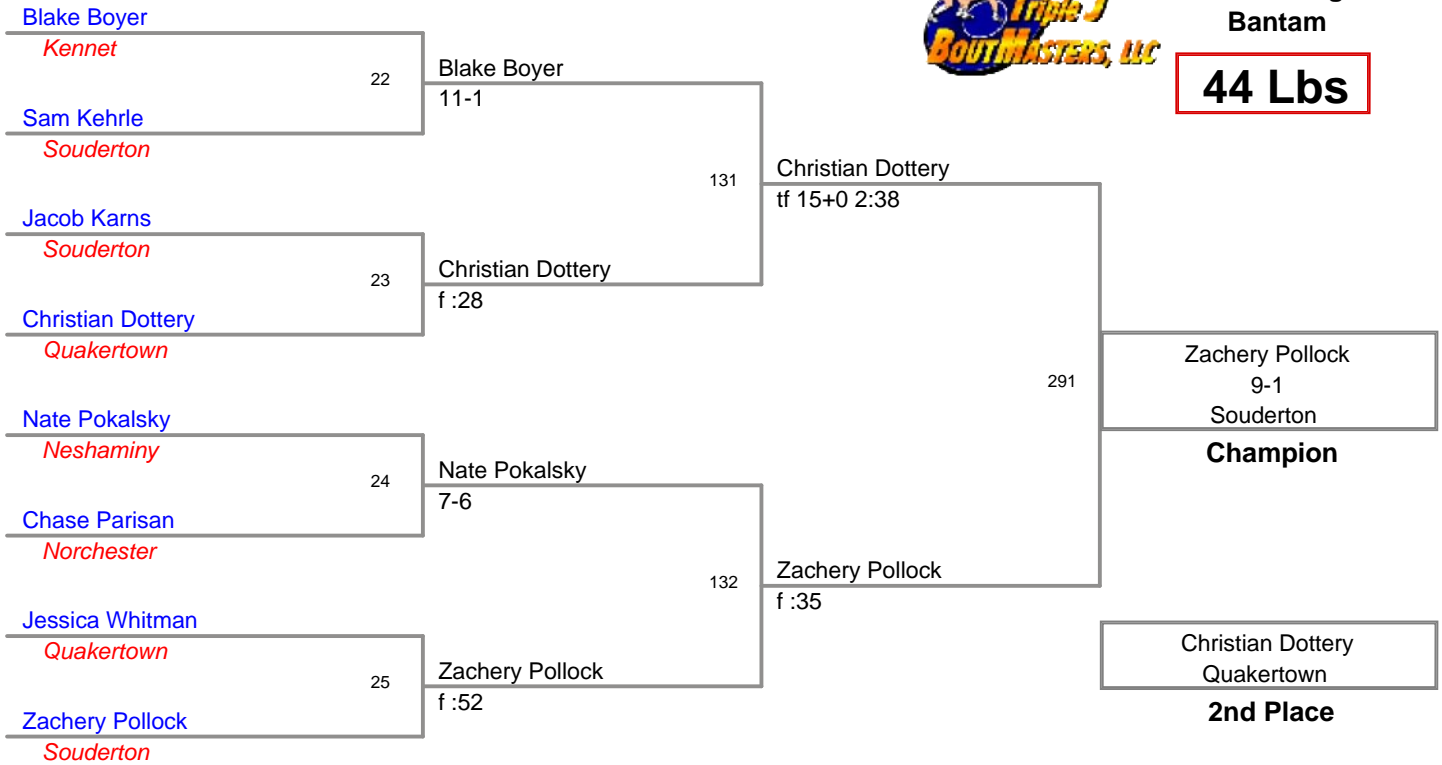 Blake Boyer
Kennet
22
Sam Kehrle
Souderton
Blake Boyer
11-1
Jacob Karns
Souderton
23
Christian Dottery
Quakertown
Christian Dottery
f :28
131
Christian Dottery
tf 15+0 2:38
Nate Pokalsky
Neshaminy
24
Chase Parisan
Norchester
Nate Pokalsky
7-6
Jessica Whitman
Quakertown
25
Zachery Pollock
Souderton
Zachery Pollock
f :52
132
Zachery Pollock
f :35
291
Triple J
BoutMasters, LLC
Bantam
44 Lbs
Zachery Pollock
9-1
Souderton
Champion
Christian Dottery
Quakertown
2nd Place